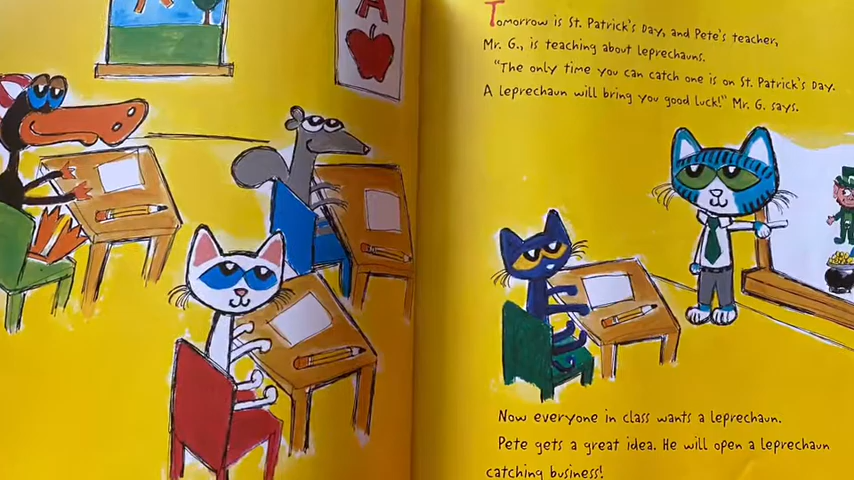 A
Tomorrow is St. Patrick's Day, and Pete's teacher,
Mr. G., is teaching about leprechauns.
"The only time you can catch one is on St. Patrick's Day.
A leprechaun will bring you good luck!" Mr. G. says.
Now everyone in class wants a leprechaun.
Pete gets a great idea. He will open a leprechaun
catching business!